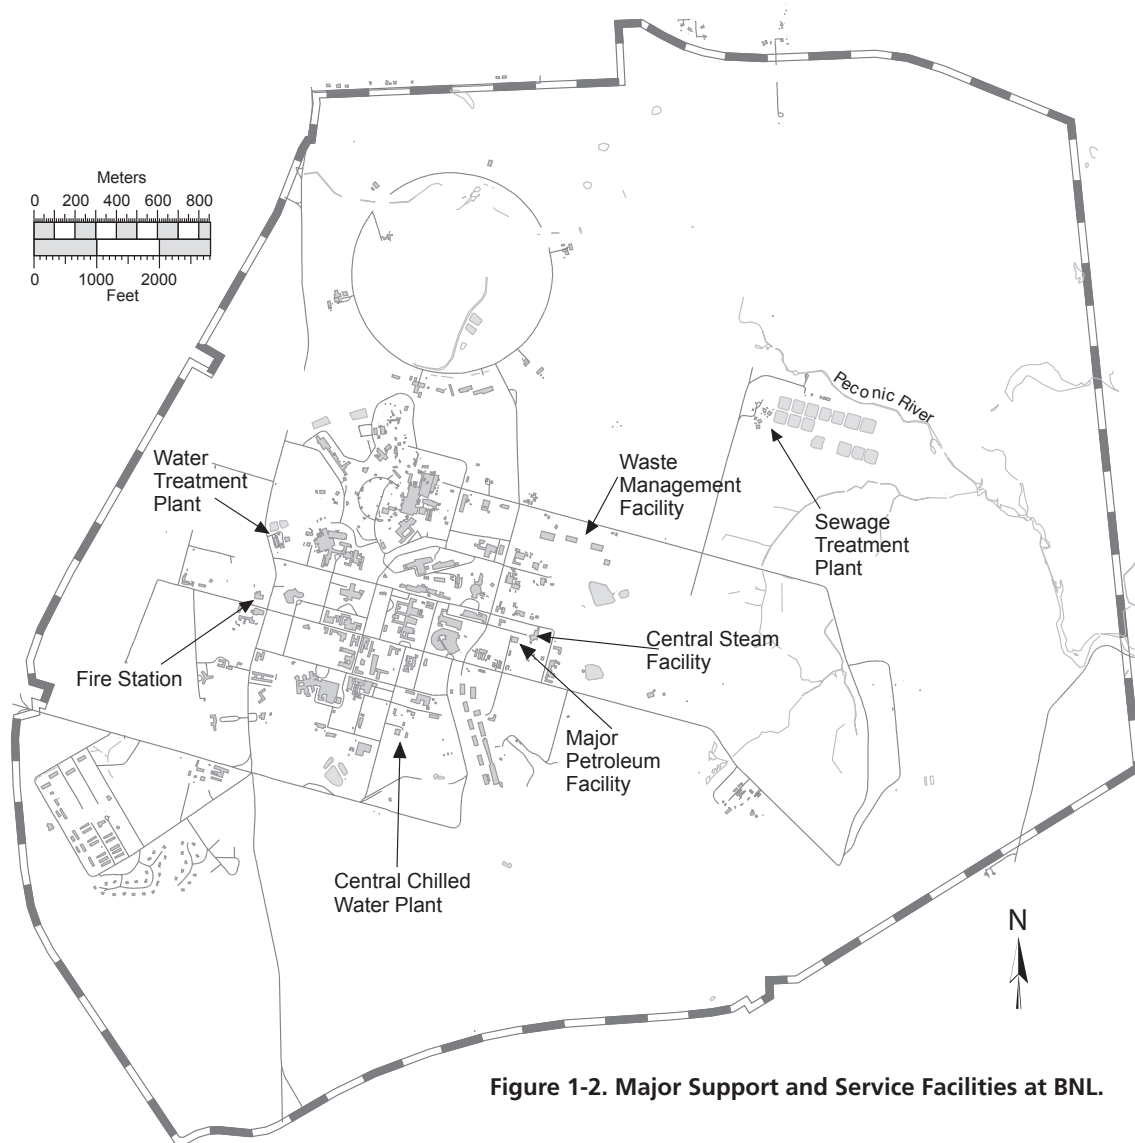 Meters
0 200 400 600 800
0 1000 2000
Feet
Peconic River
Water
Treatment
Plant
Waste
Management
Facility
Sewage
Treatment
Plant
Fire Station
Central Steam
Facility
Major
Petroleum
Facility
Central Chilled
Water Plant
N
Figure 1-2. Major Support and Service Facilities at BNL.